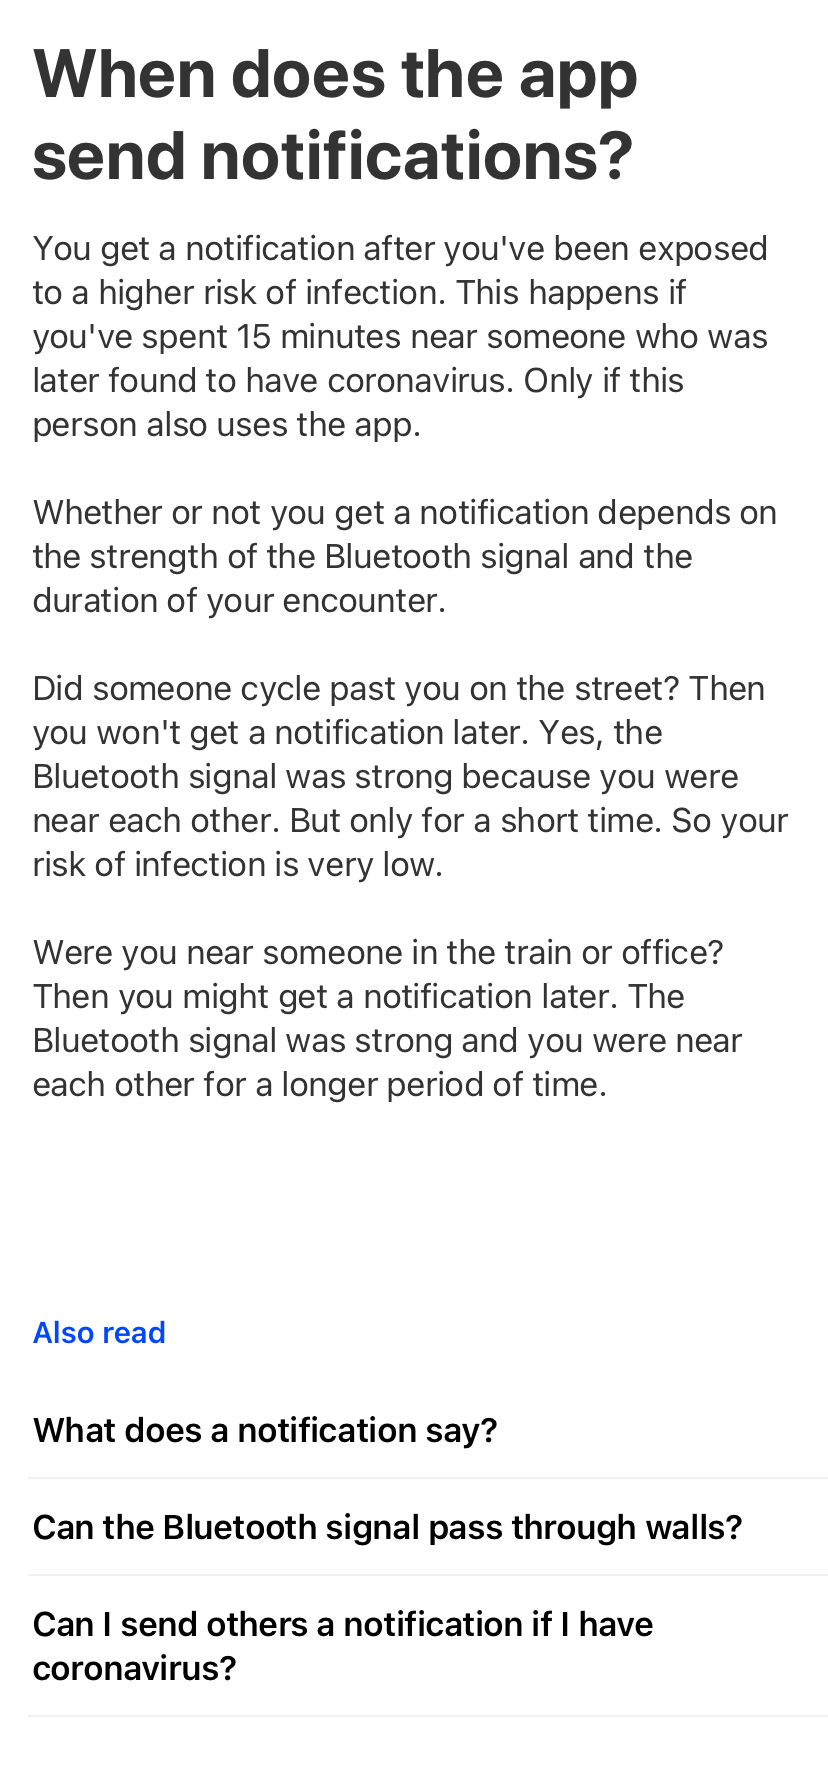 When does the app
send notifications?
You get a notification after you've been exposed
to a higher risk of infection. This happens if
you've spent 15 minutes near someone who was
later found to have coronavirus. Only if this
person also uses the app.
Whether or not you get a notification depends on
the strength of the Bluetooth signal and the
duration of your encounter.
Did someone cycle past you on the street? Then
you won't get a notification later. Yes, the
Bluetooth signal was strong because you were
near each other. But only for a short time. So your
risk of infection is very low.
Were you near someone in the train or office?
Then you might get a notification later. The
Bluetooth signal was strong and you were near
each other for a longer period of time.
Also read
What does a notification say?
Can the Bluetooth signal pass through walls?
Can I send others a notification if I have
coronavirus?